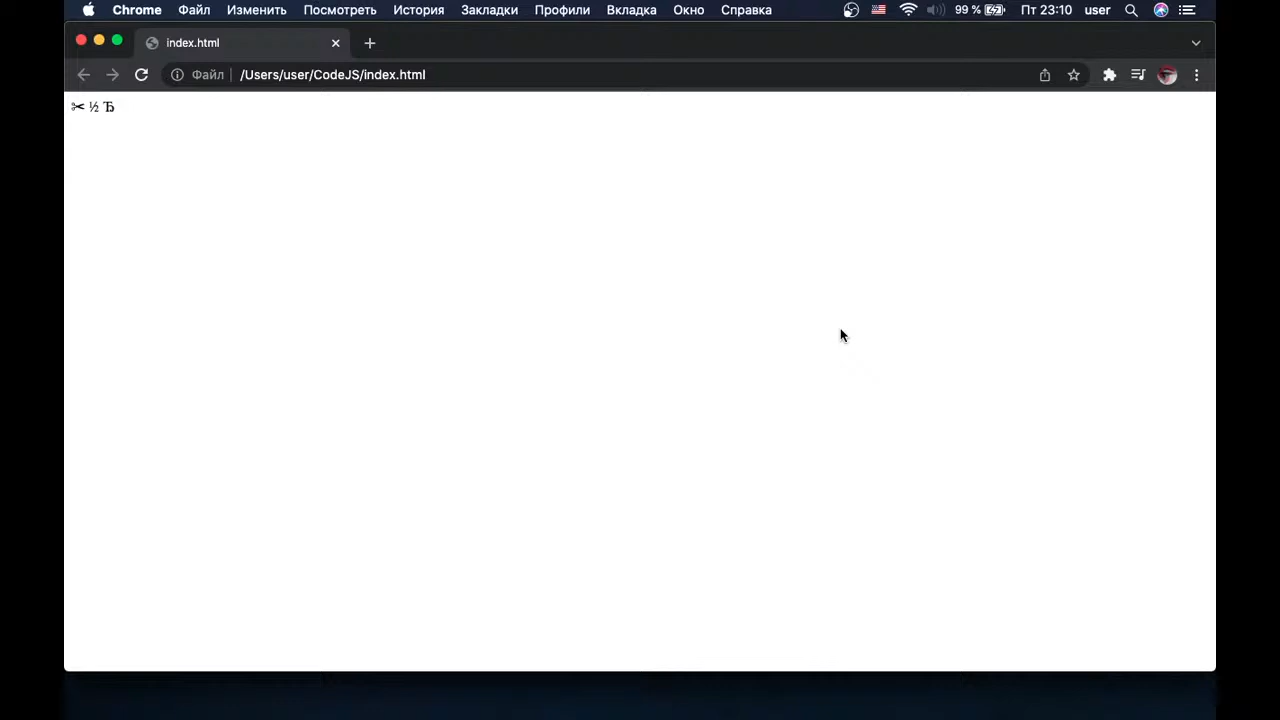 Chrome Файл Изменить Посмотреть История Закладки Профили Вкладка Окно Справка 99 % Пт 23:10 user
index.html
Файл /Users/user/CodeJS/index.html
✂ ½ Ђ